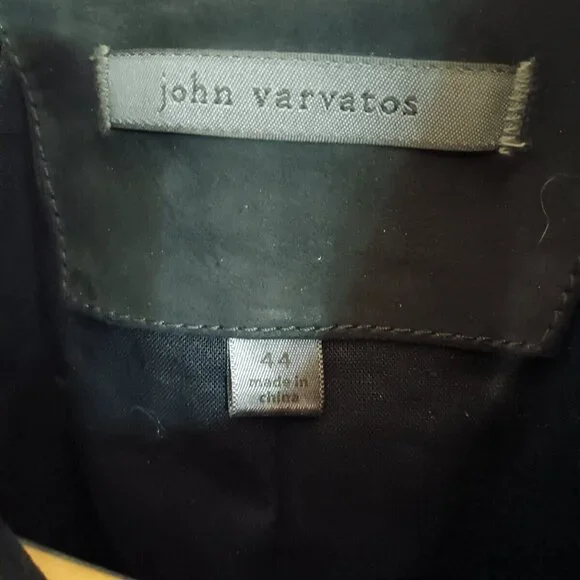 john varvatos
44
made in
china